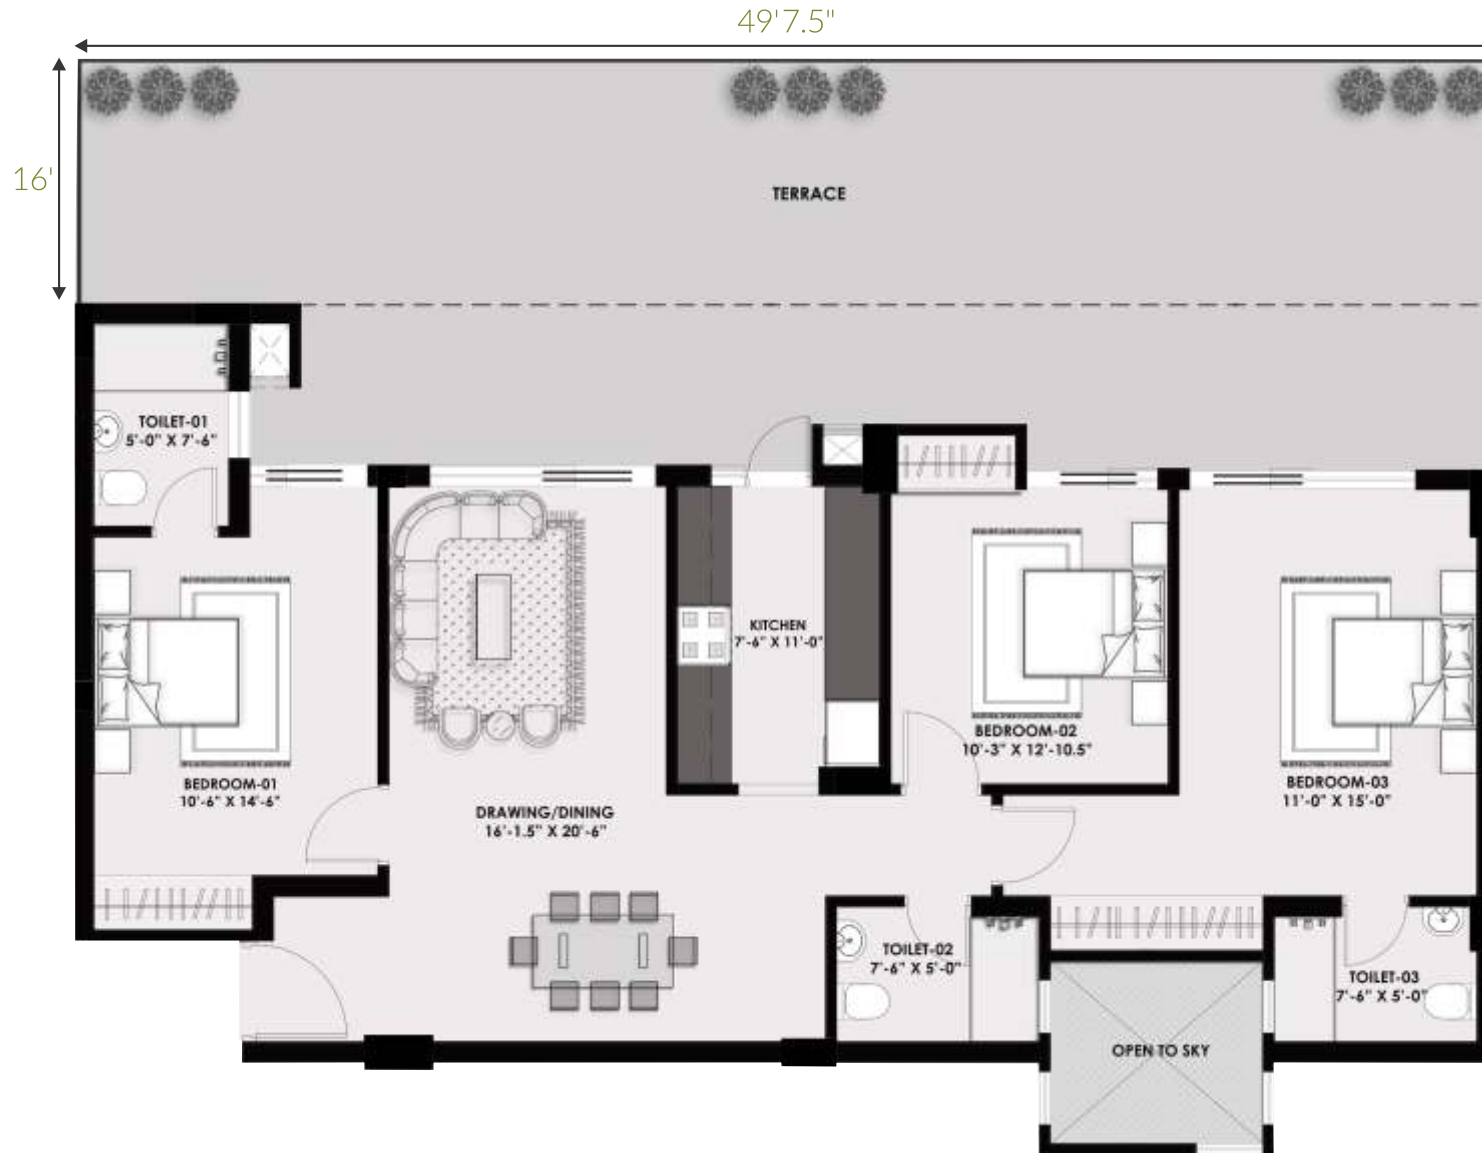 49'7.5"
16'
TERRACE
TOILET-01
5'-0" X 7'-6"
KITCHEN
7'-6" X 11'-0"
BEDROOM-02
10'-3" X 12'-10.5"
BEDROOM-01
10'-6" X 14'-6"
BEDROOM-03
11'-0" X 15'-0"
DRAWING/DINING
16'-1.5" X 20'-6"
TOILET-02
7'-6" X 5'-0"
TOILET-03
7'-6" X 5'-0"
OPEN TO SKY